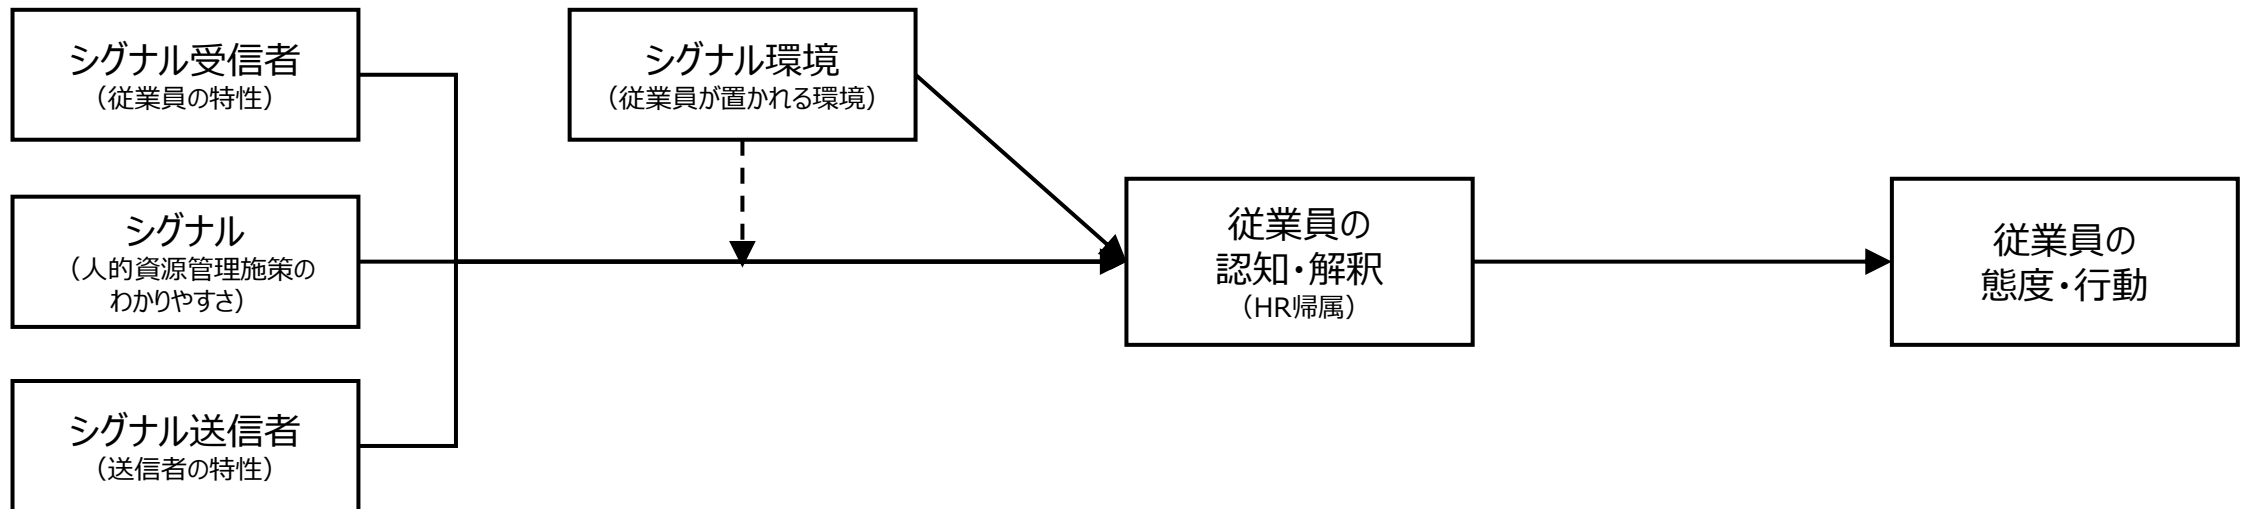 シグナル受信者
（従業員の特性）
シグナル環境
（従業員が置かれる環境）
シグナル
（人的資源管理施策の
わかりやすさ）
シグナル送信者
（送信者の特性）
従業員の
認知・解釈
（HR帰属）
従業員の
態度・行動